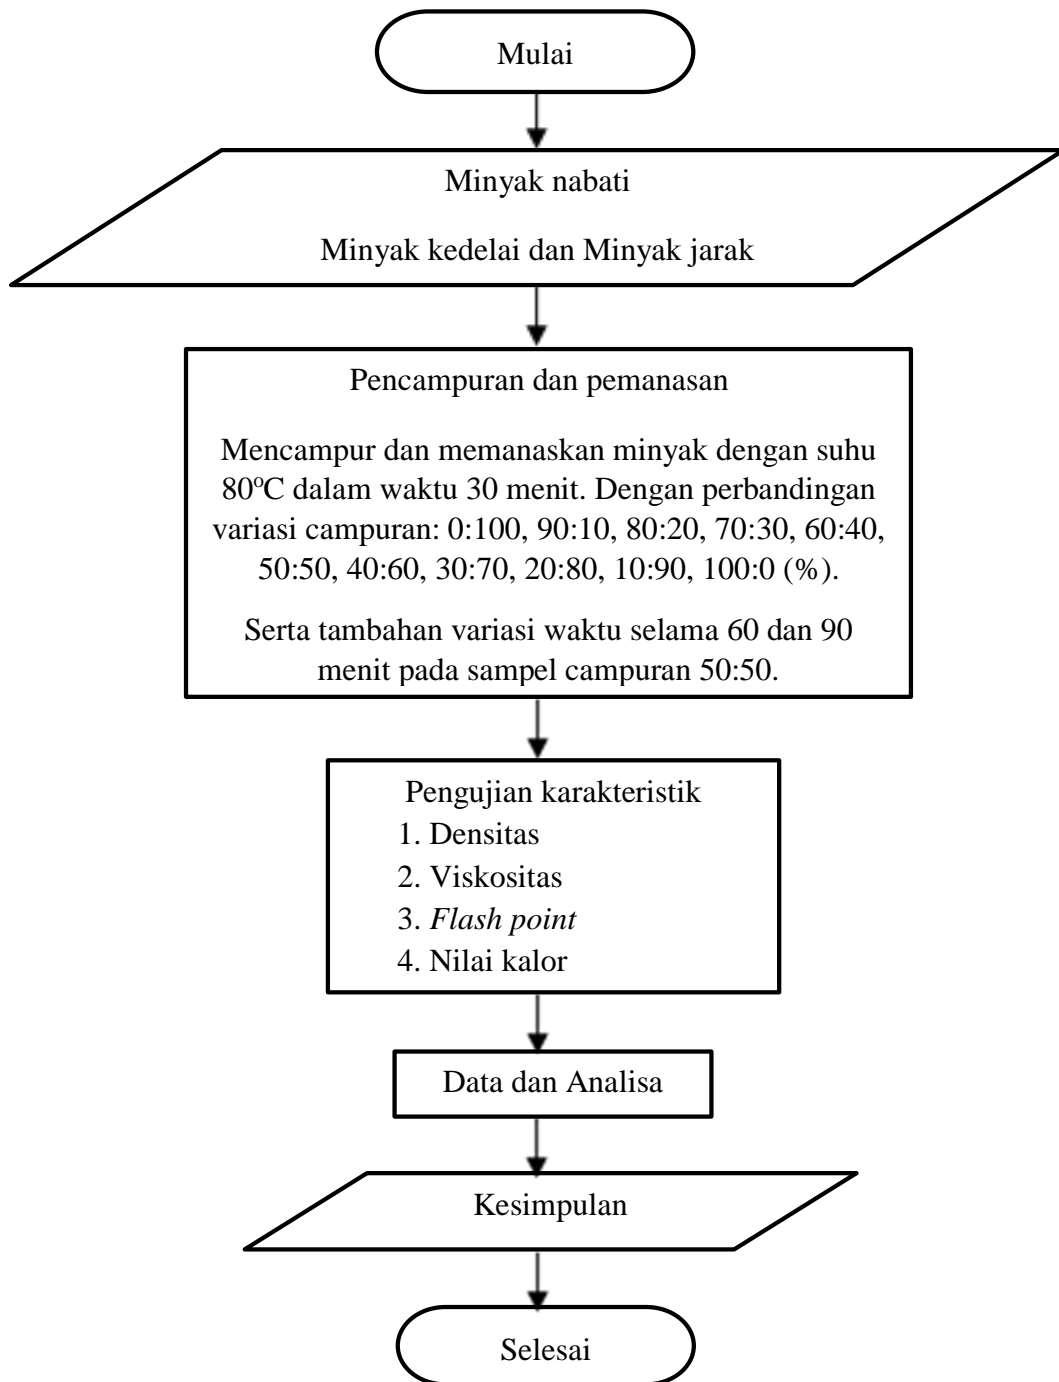 Mulai
Minyak nabati
Minyak kedelai dan Minyak jarak
Pencampuran dan pemanasan
Mencampur dan memanaskan minyak dengan suhu
80ºC dalam waktu 30 menit. Dengan perbandingan
variasi campuran: 0:100, 90:10, 80:20, 70:30, 60:40,
50:50, 40:60, 30:70, 20:80, 10:90, 100:0 (%).
Serta tambahan variasi waktu selama 60 dan 90
menit pada sampel campuran 50:50.
Pengujian karakteristik
1. Densitas
2. Viskositas
3. Flash point
4. Nilai kalor
Data dan Analisa
Kesimpulan
Selesai